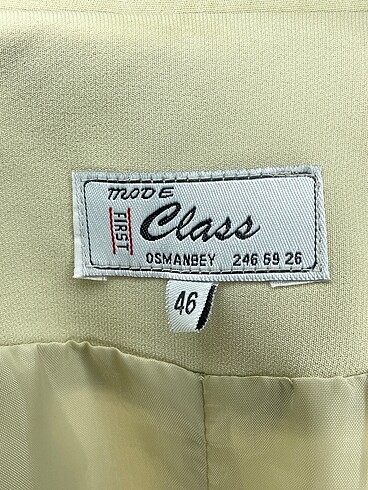 MODE
FIRST
Class
OSMANBEY 246 69 26
46